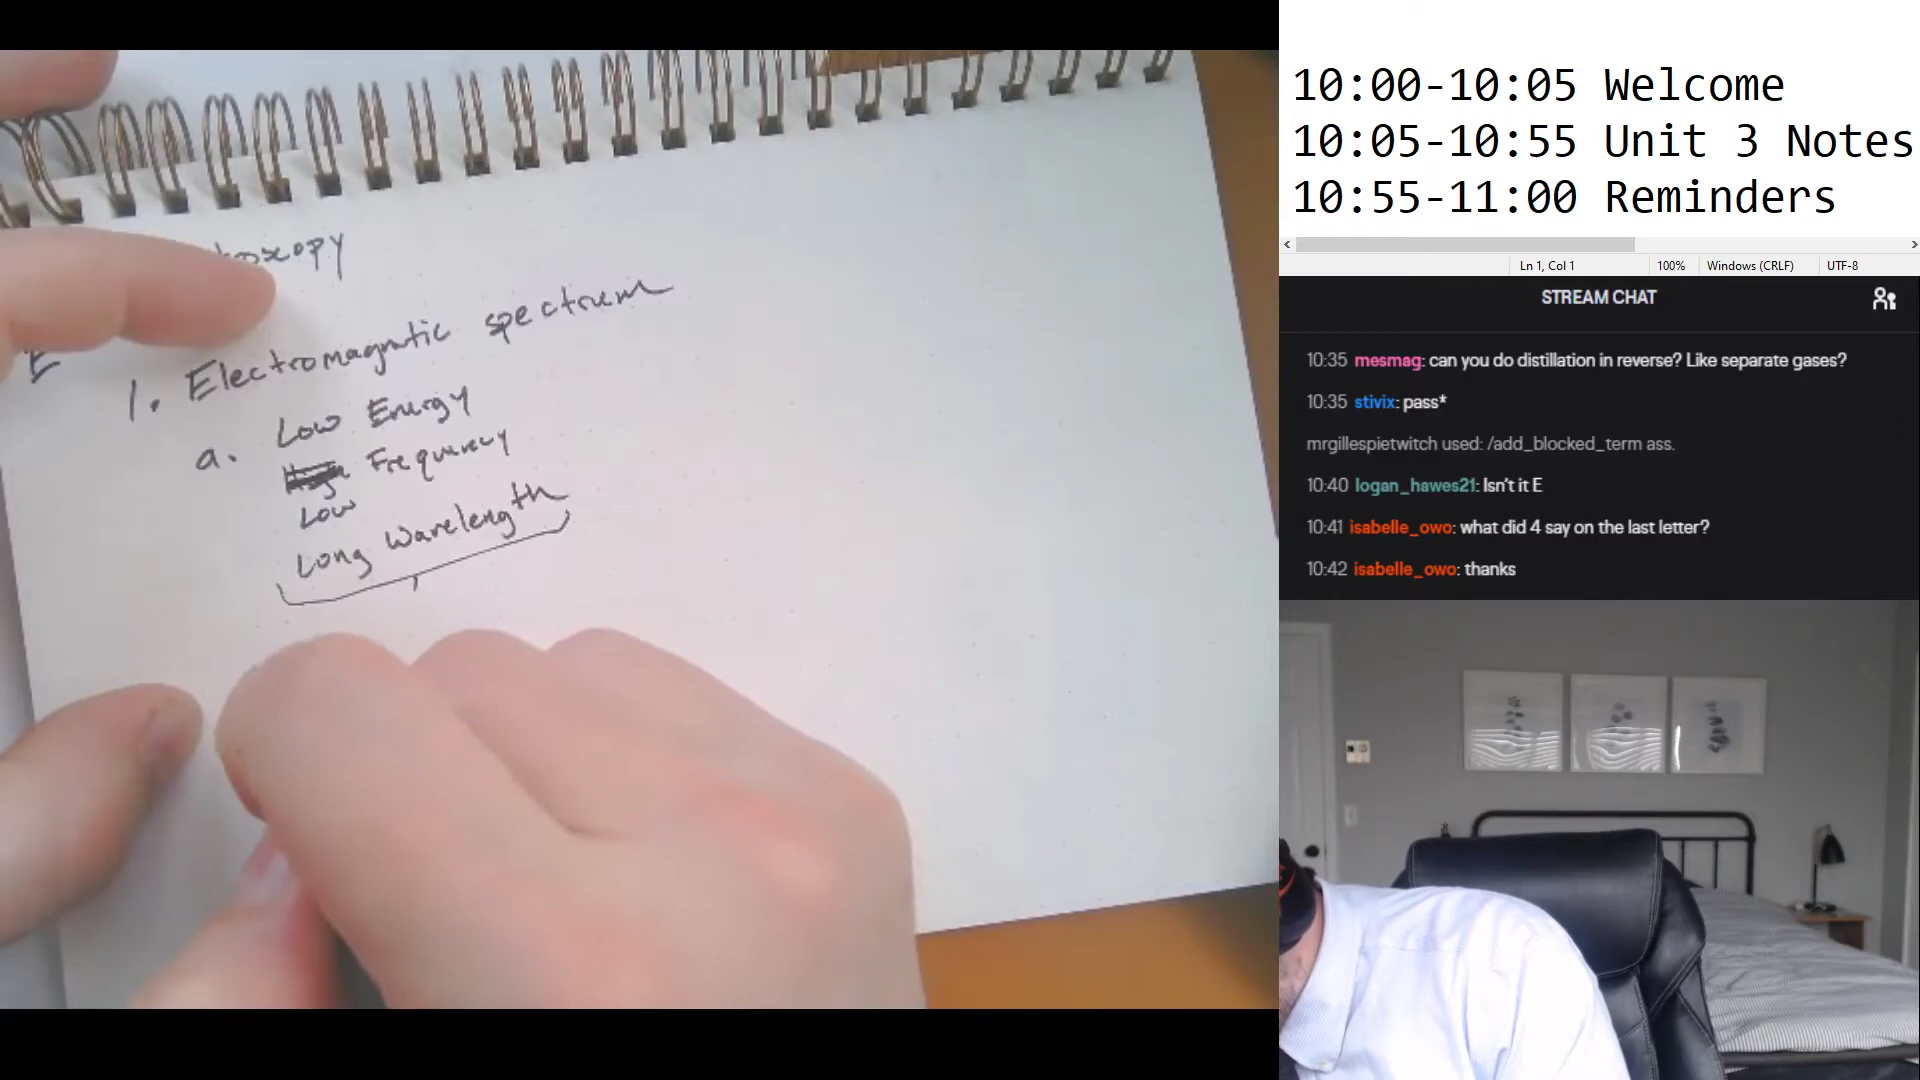 10:00-10:05 Welcome
10:05-10:55 Unit 3 Notes
10:55-11:00 Reminders
Ln 1, Col 1 100% Windows (CRLF) UTF-8
STREAM CHAT
10:35 mesmag: can you do distillation in reverse? Like separate gases?
10:35 stivix: pass*
mrgillespietwitch used: /add_blocked_term ass.
10:40 logan_hawes21: Isn't it E
10:41 isabelle_owo: what did 4 say on the last letter?
10:42 isabelle_owo: thanks
E
1. Electromagnetic spectrum
a. Low Energy
Frequency
Low
Long Wavelength